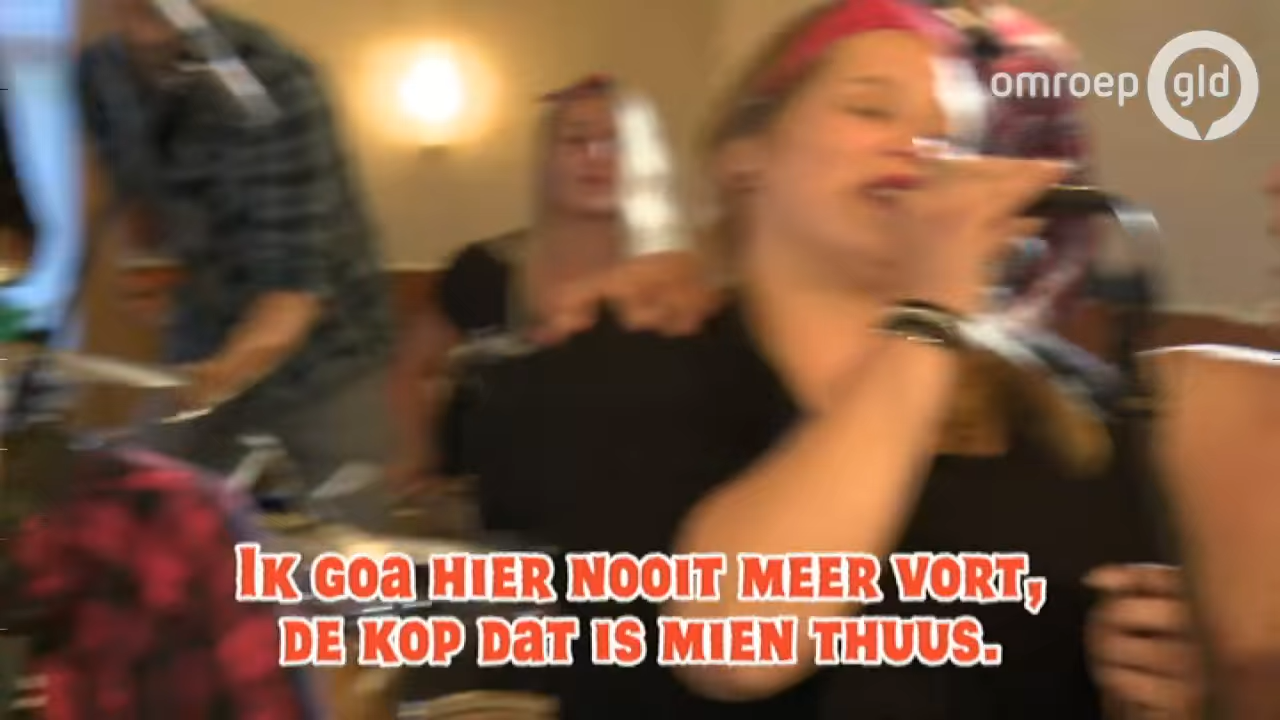 omroep gld
Ik goa hier nooit meer vort,
de kop dat is mien thuus.